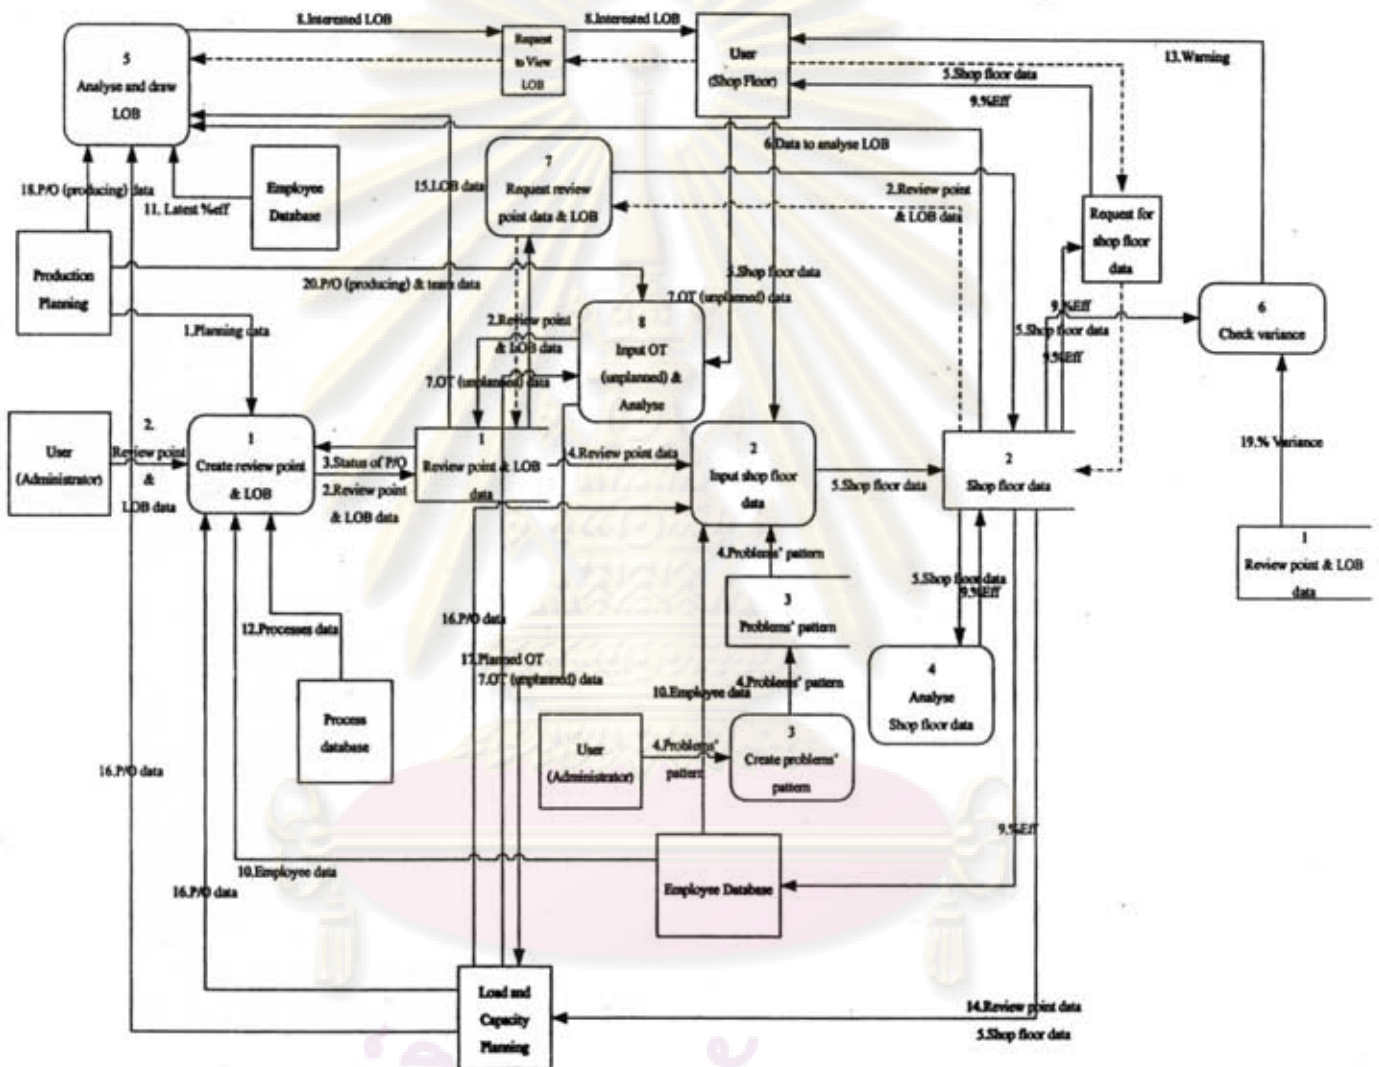 8.Interested LOB
8.Interested LOB
5
Analyse and draw
LOB
Request
to View
LOB
User
(Shop Floor)
13.Warning
5.Shop floor data
9.%Eff
6.Data to analyse LOB
18.P/O (producing) data
11. Latest %eff
Employee
Database
15.LOB data
7
Request review
point data & LOB
2.Review point
& LOB data
Request for
shop floor
data
Production
Planning
20.P/O (producing) & team data
5.Shop floor data
7.OT (unplanned) data
1.Planning data
2.Review point
& LOB data
7.OT (unplanned) data
8
Input OT
(unplanned) &
Analyse
9.%Eff
5.Shop floor data
9.%Eff
6
Check variance
User
(Administrator)
2.
Review point
&
LOB data
1
Create review point
& LOB
3.Status of P/O
2.Review point
& LOB data
1
Review point & LOB
data
4.Review point data
2
Input shop floor
data
5.Shop floor data
2
Shop floor data
19.% Variance
1
Review point & LOB
data
4.Problems' pattern
3
Problems' pattern
5.Shop floor data
9.%Eff
12.Processes data
16.P/O data
17.Planned OT
7.OT (unplanned) data
10.Employee data
4.Problems' pattern
4
Analyse
Shop floor data
Process
database
User
(Administrator)
4.Problems'
pattern
3
Create problems'
pattern
16.P/O data
9.%Eff
10.Employee data
16.P/O data
Employee Database
Load and
Capacity
Planning
14.Review point data
5.Shop floor data